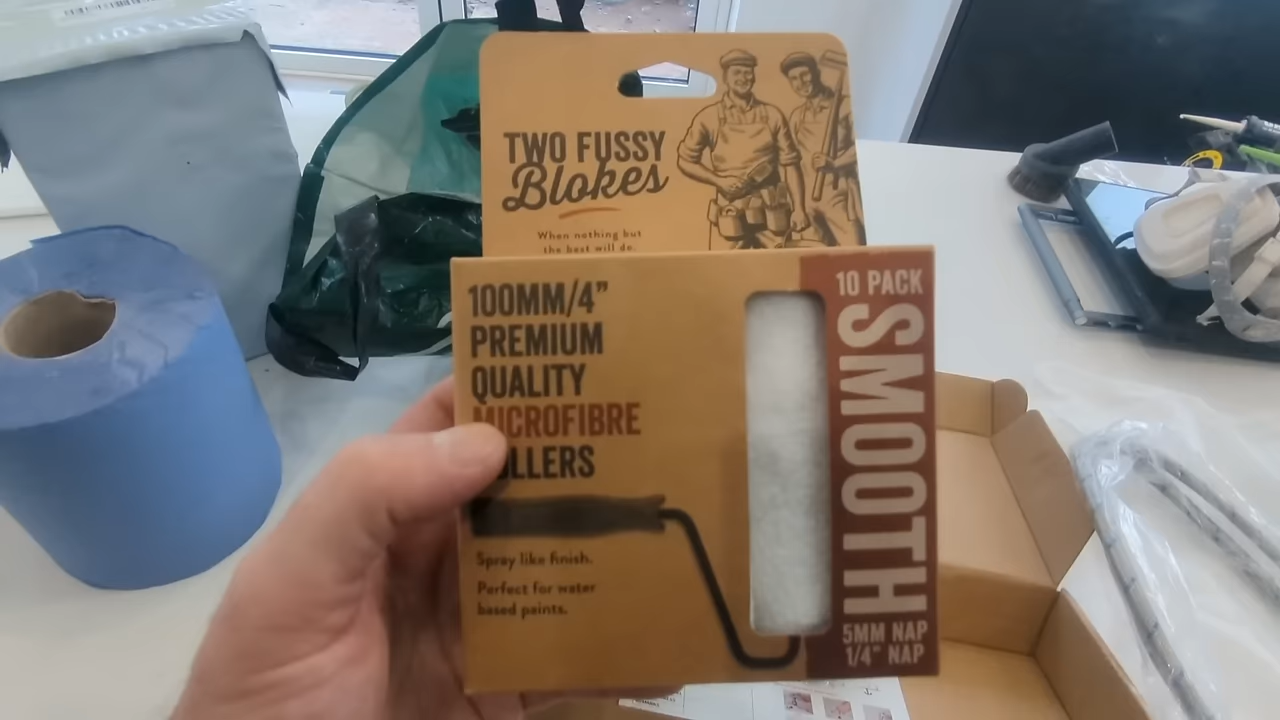 TWO FUSSY
Blokes
When nothing but
the best will do.
100MM/4"
PREMIUM
QUALITY
MICROFIBRE
10 PACK
SMOOTH
5MM NAP
1/4" NAP
Spray like finish.
Perfect for water
based paints.